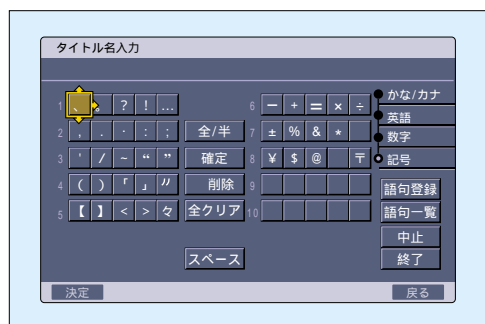 タイトル名入力
1 、 。 ? ! … 6 － + ＝ × ÷ かな/カナ
英語
2 , . ・ : ; 全/半 7 ± % & * 数字
3 ' / ~ “ ” 確定 8 ¥ $ @ 〒 記号
4 ( ) 「 」 〃 削除 9 語句登録
5 【 】 < > 々 全クリア 10 語句一覧
中止
スペース 終了
決定 戻る